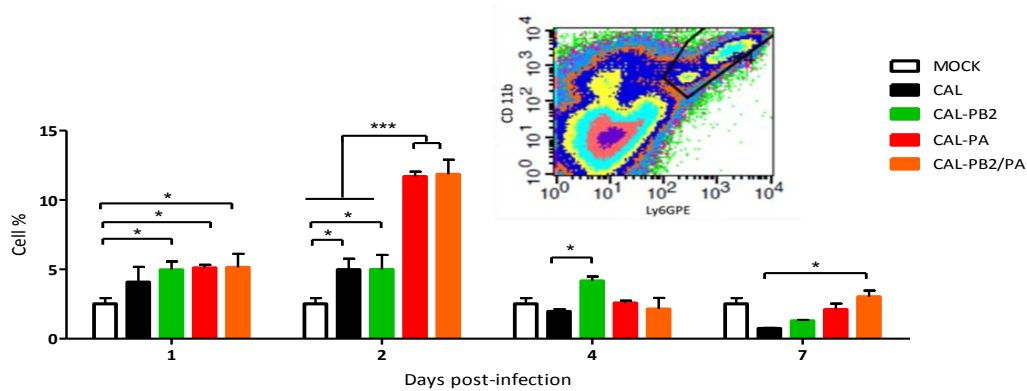 10⁴
10³
10²
10¹
10⁰
CD 11b
10⁰ 10¹ 10² 10³ 10⁴
Ly6GPE
MOCK
CAL
CAL-PB2
CAL-PA
CAL-PB2/PA
15
10
5
0
Cell %
*
*
*
***
*
*
*
*
1 2 4 7
Days post-infection